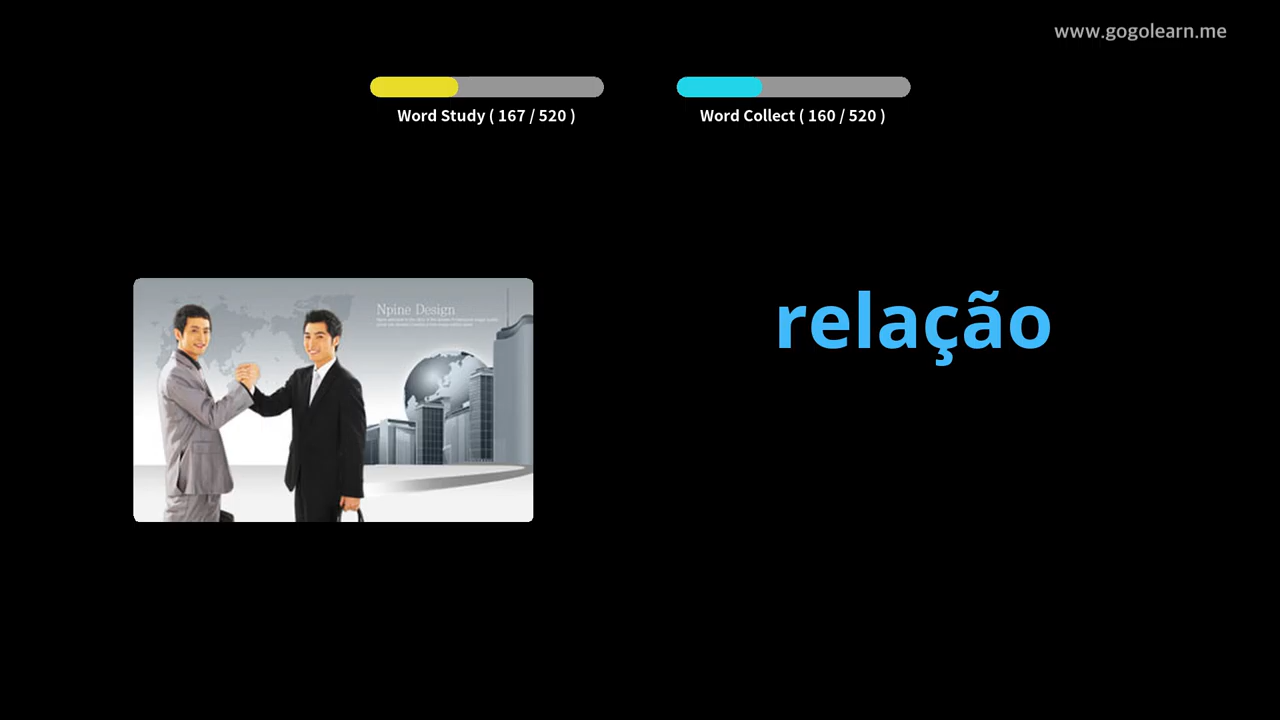 www.gogolearn.me
Word Study ( 167 / 520 )
Word Collect ( 160 / 520 )
Npine Design
relação